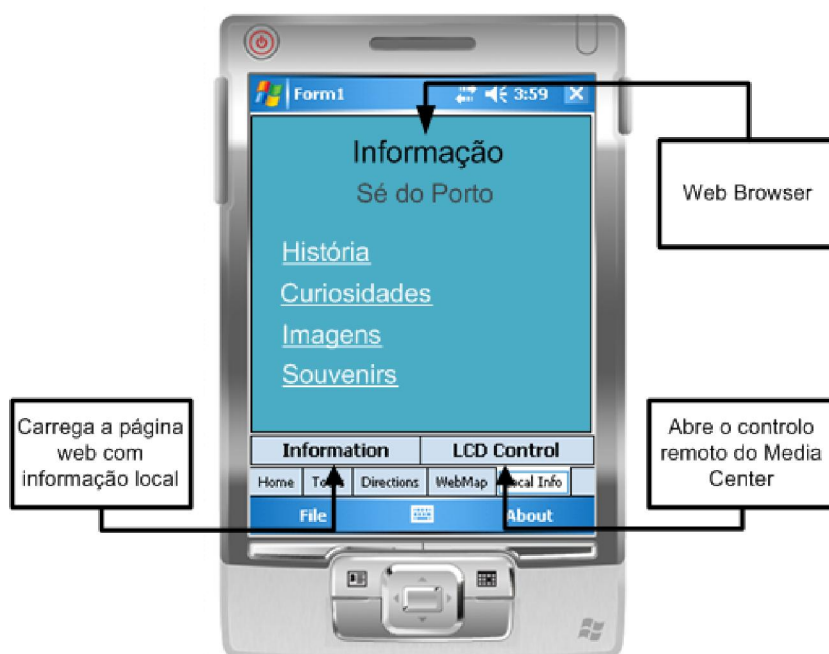 Form1
3:59
Informação
Sé do Porto
Web Browser
História
Curiosidades
Imagens
Souvenirs
Carrega a página
web com
informação local
Abre o controlo
remoto do Media
Center
Information
LCD Control
Home
Directions
WebMap
Info
File
About